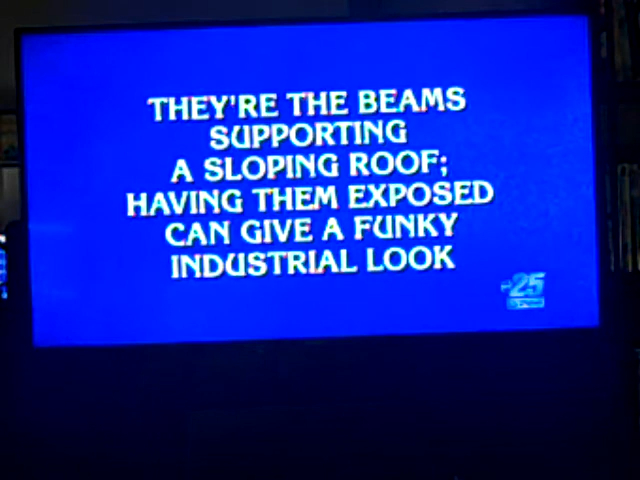 THEY'RE THE BEAMS
SUPPORTING
A SLOPING ROOF;
HAVING THEM EXPOSED
CAN GIVE A FUNKY
INDUSTRIAL LOOK
25